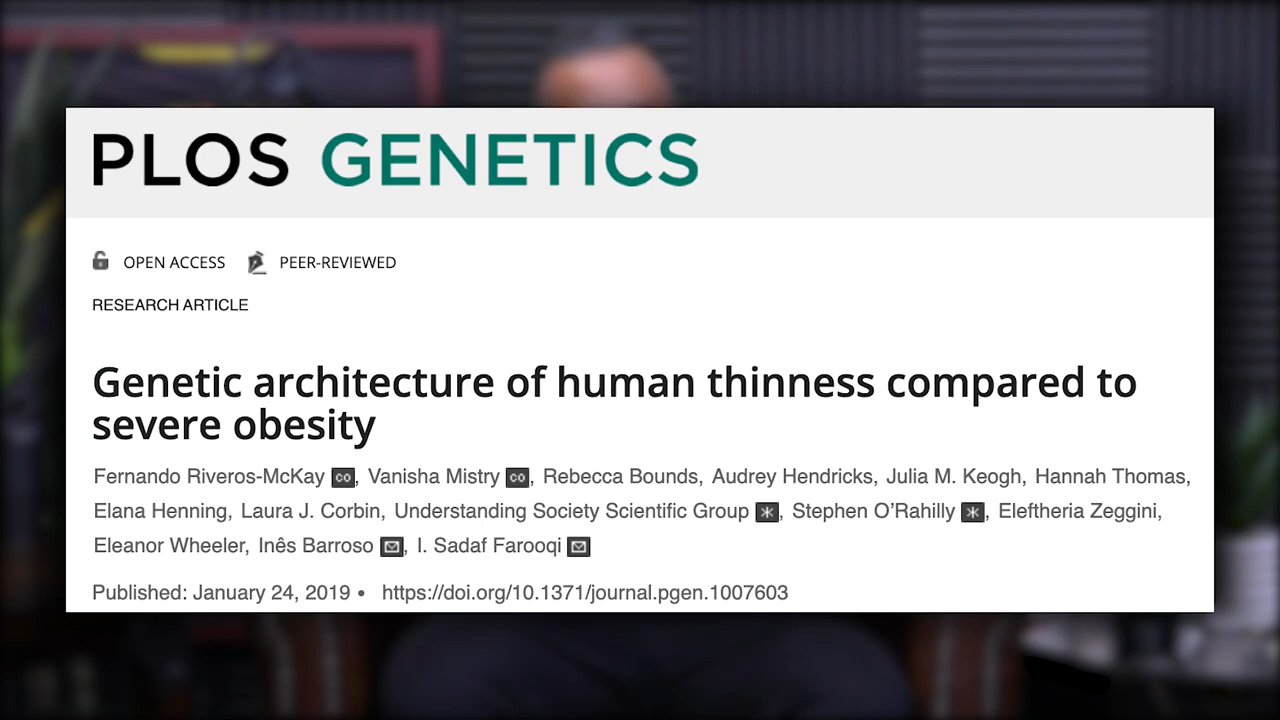 PLOS GENETICS
OPEN ACCESS PEER-REVIEWED
RESEARCH ARTICLE
Genetic architecture of human thinness compared to
severe obesity
Fernando Riveros-McKay co, Vanisha Mistry co, Rebecca Bounds, Audrey Hendricks, Julia M. Keogh, Hannah Thomas,
Elana Henning, Laura J. Corbin, Understanding Society Scientific Group *, Stephen O’Rahilly *, Eleftheria Zeggini,
Eleanor Wheeler, Inês Barroso, I. Sadaf Farooqi
Published: January 24, 2019 • https://doi.org/10.1371/journal.pgen.1007603